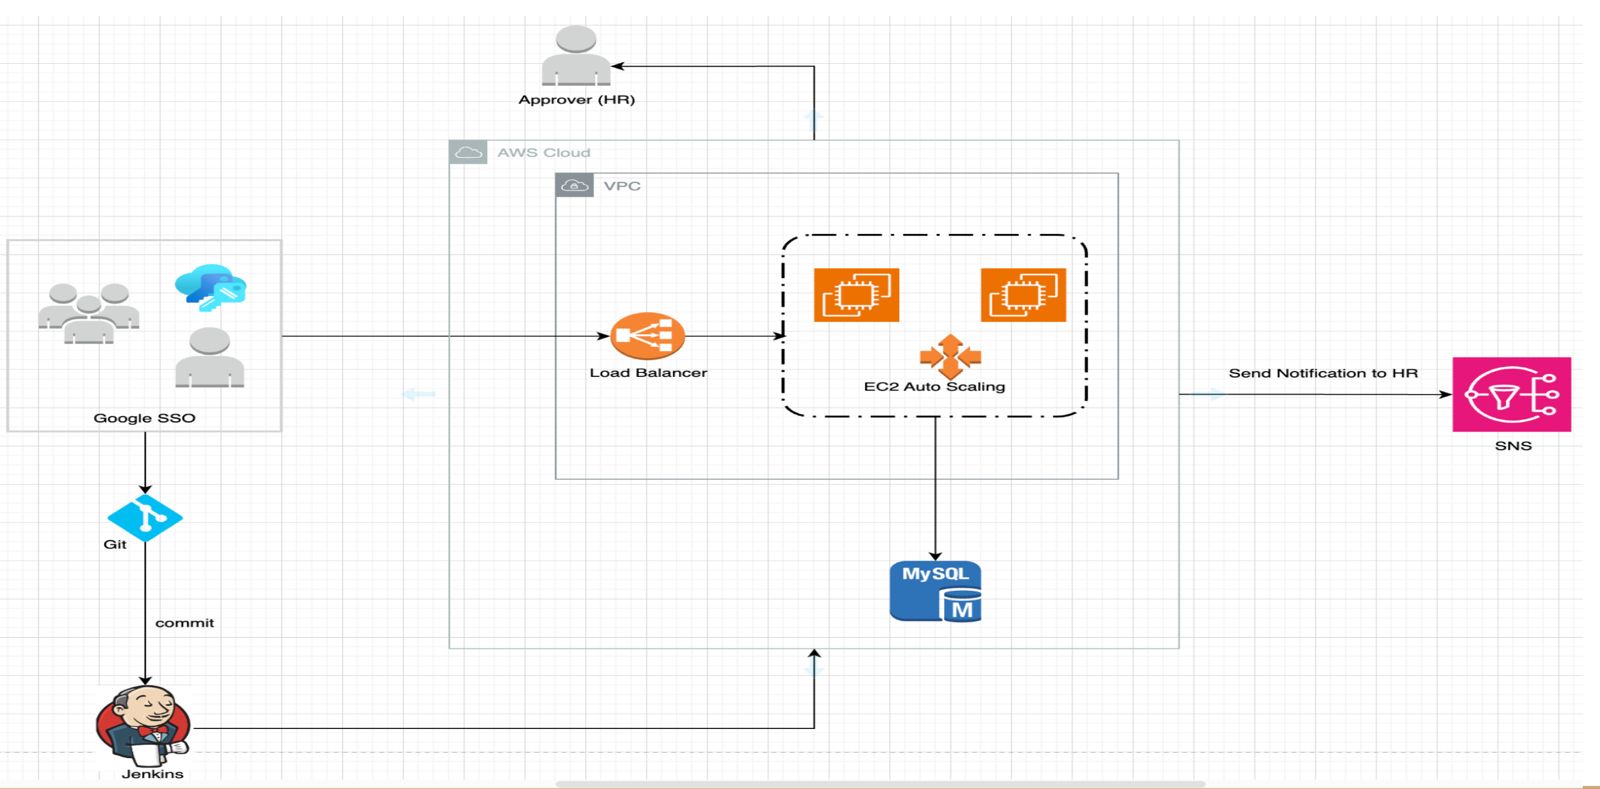 Approver (HR)
AWS Cloud
VPC
Load Balancer
EC2 Auto Scaling
Google SSO
Send Notification to HR
SNS
Git
MySQL
M
commit
Jenkins